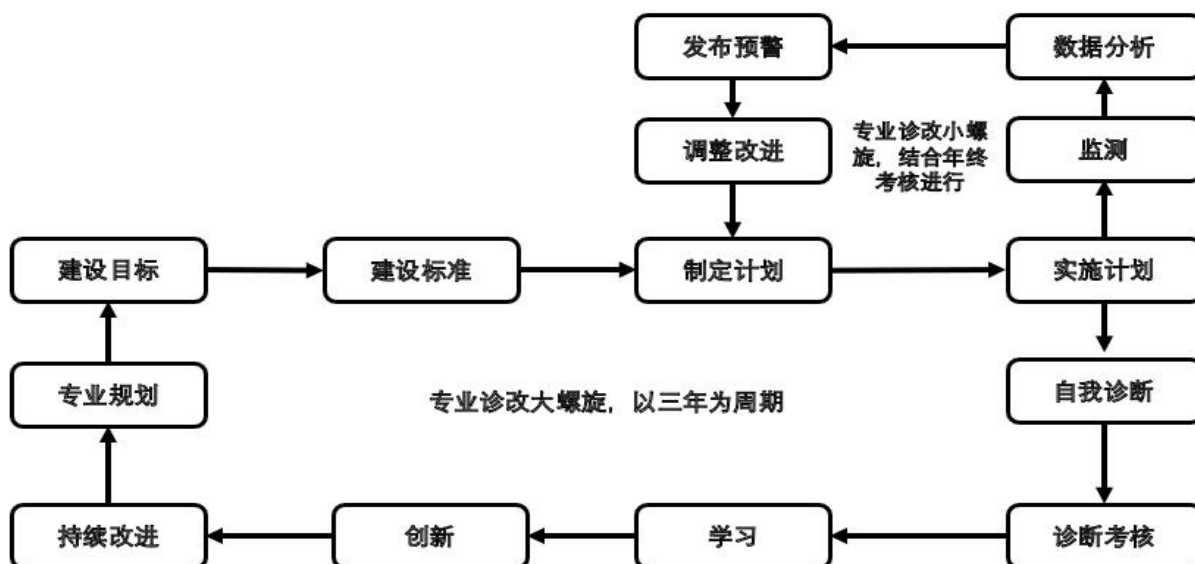 发布预警
数据分析
调整改进
专业诊改小螺
旋，结合年终
考核进行
监测
建设目标
建设标准
制定计划
实施计划
专业规划
专业诊改大螺旋，以三年为周期
自我诊断
持续改进
创新
学习
诊断考核